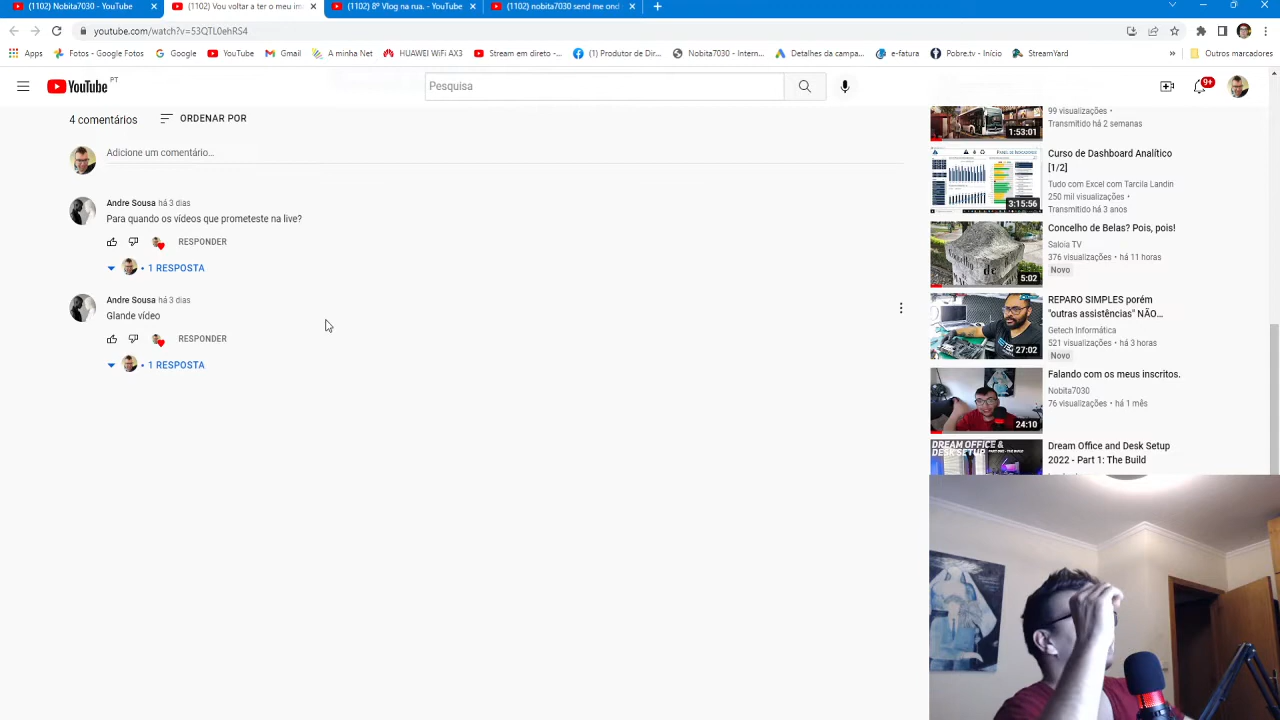 (1102) Nobita7030 - YouTube
(1102) Vou voltar a ter o meu im
(1102) 8º Vlog na rua. - YouTube
(1102) nobita7030 send me ond
youtube.com/watch?v=53QTL0ehRS4
Apps
Fotos - Google Fotos
Google
YouTube
Gmail
A minha Net
HUAWEI WiFi AX3
Stream em direto -...
(1) Produtor de Dir...
Nobita7030 - Intern...
Detalhes da campa...
e-fatura
Pobre.tv - Início
StreamYard
»
Outros marcadores
YouTube PT
Pesquisa
9+
4 comentários
ORDENAR POR
Adicione um comentário...
Andre Sousa há 3 dias
Para quando os vídeos que prometeste na live?
RESPONDER
• 1 RESPOSTA
Andre Sousa há 3 dias
Glande vídeo
RESPONDER
• 1 RESPOSTA
99 visualizações •
Transmitido há 2 semanas
1:53:01
Curso de Dashboard Analítico
[1/2]
Tudo com Excel com Tarcila Landin
250 mil visualizações •
Transmitido há 3 anos
3:15:56
Concelho de Belas? Pois, pois!
Saloia TV
376 visualizações • há 11 horas
Novo
5:02
REPARO SIMPLES porém
"outras assistências" NÃO...
Getech Informática
521 visualizações • há 3 horas
Novo
27:02
Falando com os meus inscritos.
Nobita7030
76 visualizações • há 1 mês
24:10
DREAM OFFICE &
DESK SETUP
Dream Office and Desk Setup
2022 - Part 1: The Build